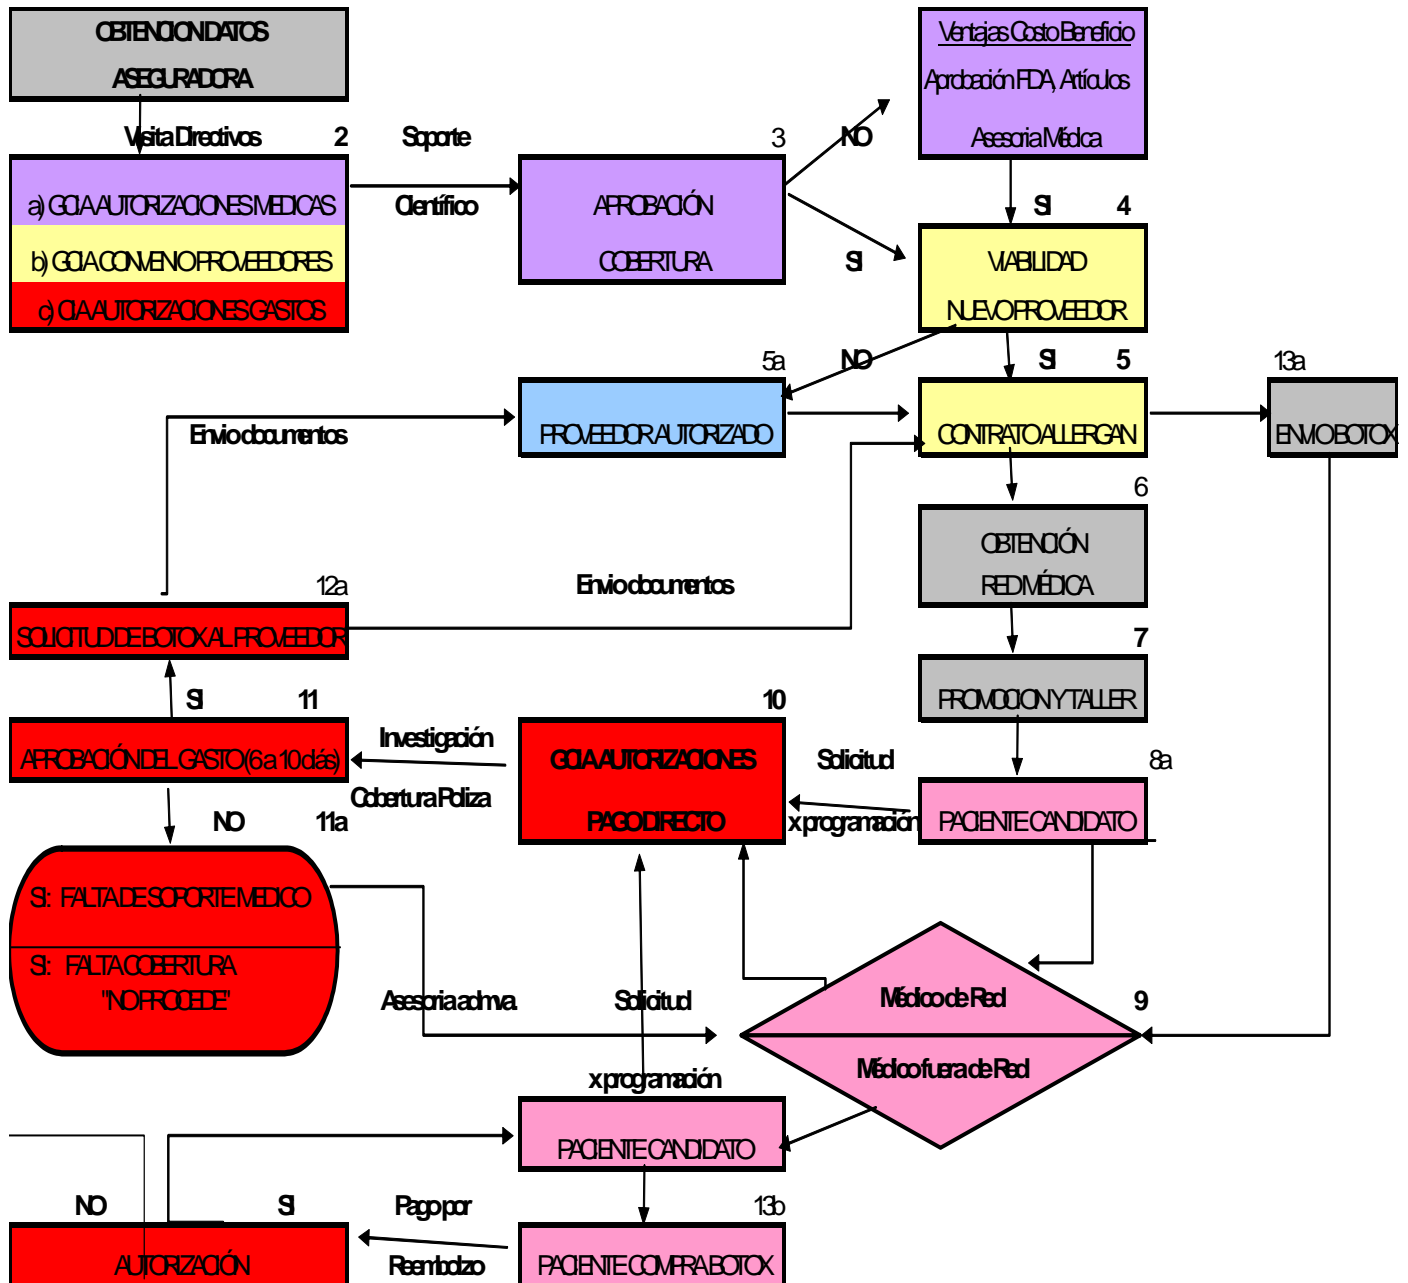 OBTENCION DATOS
ASEGURADORA
Ventajas Costo Beneficio
Aprobación FDA, Artículos
Asesoria Médica
Visita Directivos
2
Soporte
Científico
3
NO
SI
a) GCIA AUTORIZACIONES MEDICAS
b) GCIA CONVENIO PROVEEDORES
c) CIA AUTORIZACIONES GASTOS
APROBACIÓN
COBERTURA
SI
4
VIABILIDAD
NUEVO PROVEEDOR
5a
NO
SI
5
13a
Envio documentos
PROVEEDOR AUTORIZADO
CONTRATO ALLERGAN
ENVIO BOTOX
6
OBTENCIÓN
RED MÉDICA
12a
Envio documentos
SOLICITUD DE BOTOX AL PROVEEDOR
7
PROMOCION Y TALLER
SI
11
10
APROBACIÓN DEL GASTO (6 a 10 diás)
Investigación
Cobertura Poliza
GCIA AUTORIZACIONES
PAGO DIRECTO
Solicitud
x programación
8a
PACIENTE CANDIDATO
NO
11a
SI: FALTA DE SOPORTE MEDICO
SI: FALTA COBERTURA
"NO PROCEDE"
Asesoria admva.
Solicitud
x programación
Médico de Red
9
Médico fuera de Red
PACIENTE CANDIDATO
NO
SI
Pago por
Reembolzo
13b
AUTORIZACIÓN
PACIENTE COMPRA BOTOX